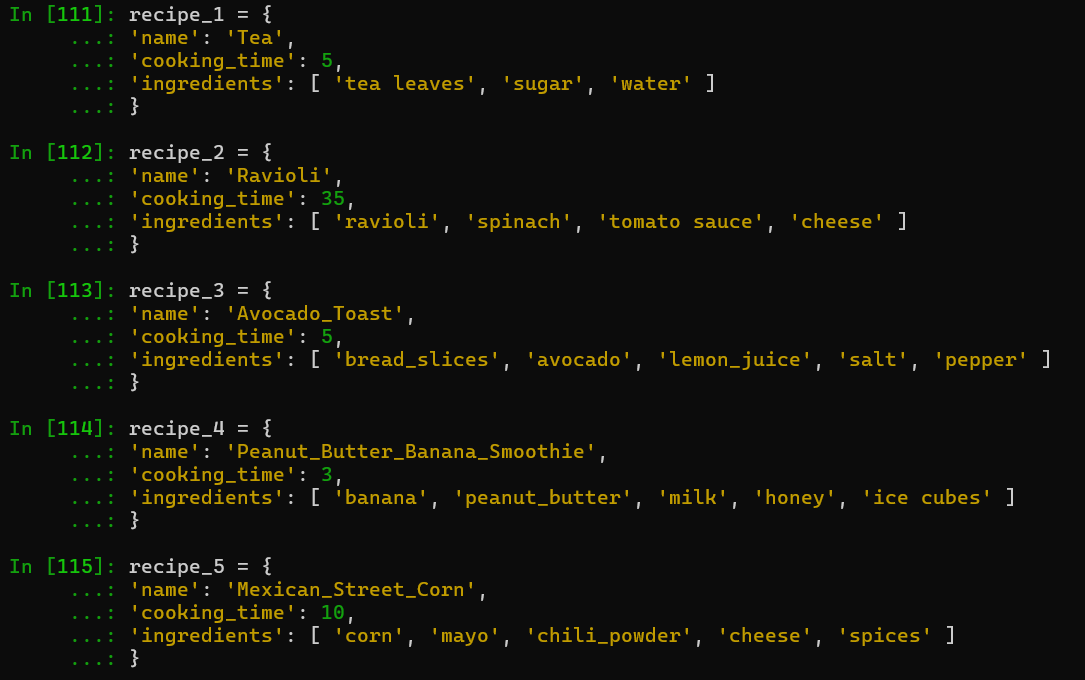 In [111]: recipe_1 = {
     ...: 'name': 'Tea',
     ...: 'cooking_time': 5,
     ...: 'ingredients': [ 'tea leaves', 'sugar', 'water' ]
     ...: }

In [112]: recipe_2 = {
     ...: 'name': 'Ravioli',
     ...: 'cooking_time': 35,
     ...: 'ingredients': [ 'ravioli', 'spinach', 'tomato sauce', 'cheese' ]
     ...: }

In [113]: recipe_3 = {
     ...: 'name': 'Avocado_Toast',
     ...: 'cooking_time': 5,
     ...: 'ingredients': [ 'bread_slices', 'avocado', 'lemon_juice', 'salt', 'pepper' ]
     ...: }

In [114]: recipe_4 = {
     ...: 'name': 'Peanut_Butter_Banana_Smoothie',
     ...: 'cooking_time': 3,
     ...: 'ingredients': [ 'banana', 'peanut_butter', 'milk', 'honey', 'ice cubes' ]
     ...: }

In [115]: recipe_5 = {
     ...: 'name': 'Mexican_Street_Corn',
     ...: 'cooking_time': 10,
     ...: 'ingredients': [ 'corn', 'mayo', 'chili_powder', 'cheese', 'spices' ]
     ...: }